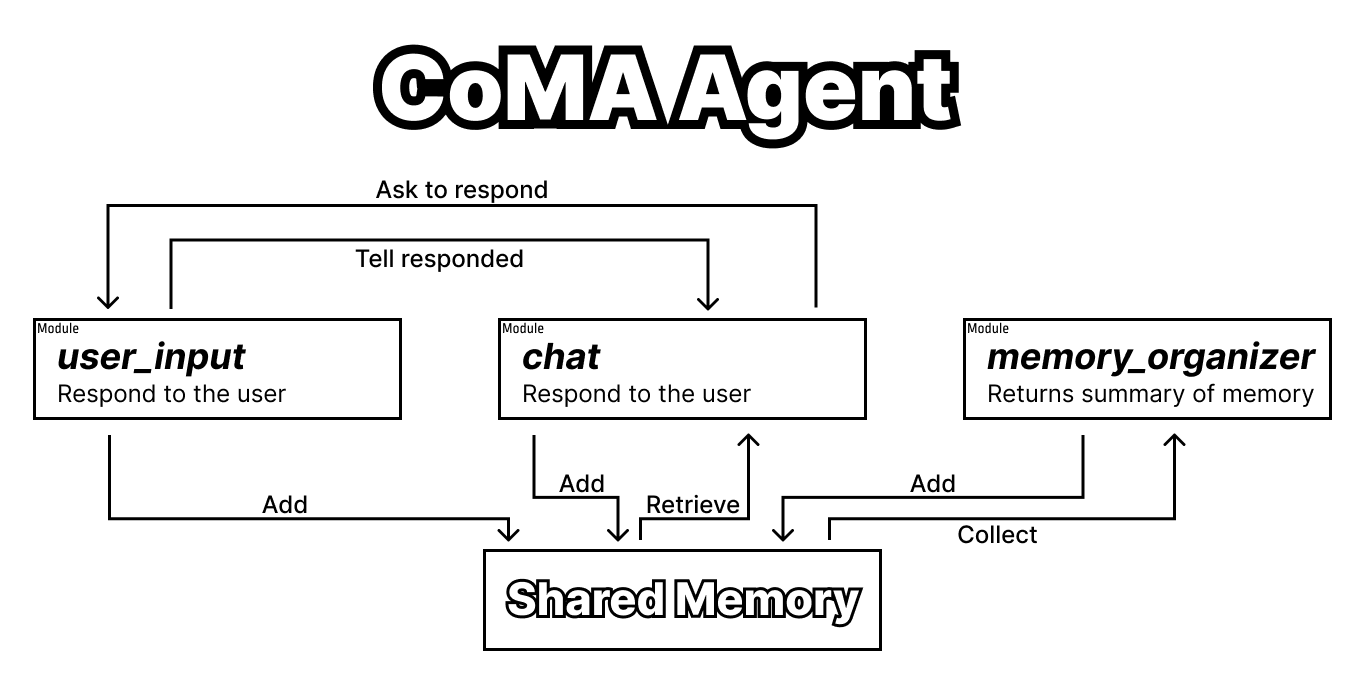 CoMA Agent
Ask to respond
Tell responded
Module
user_input
Respond to the user
Module
chat
Respond to the user
Module
memory_organizer
Returns summary of memory
Add
Add
Retrieve
Add
Collect
Shared Memory